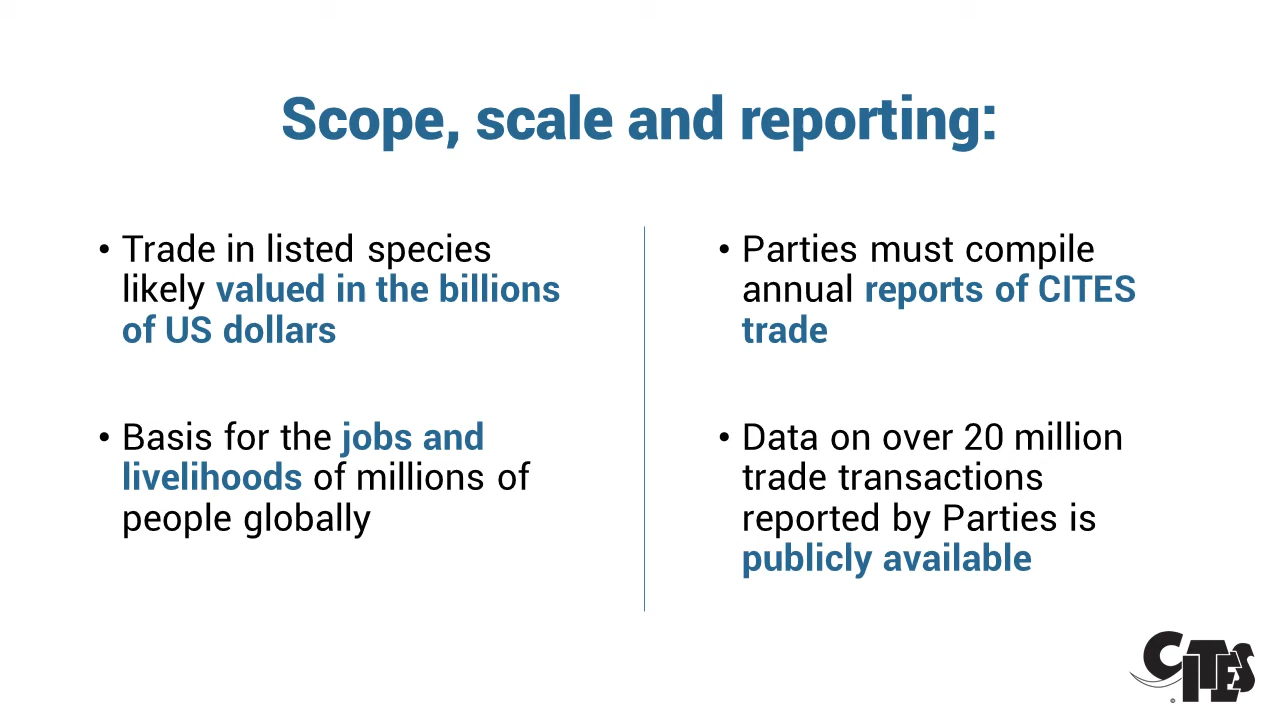 Scope, scale and reporting:
• Trade in listed species
likely valued in the billions
of US dollars
• Basis for the jobs and
livelihoods of millions of
people globally
• Parties must compile
annual reports of CITES
trade
• Data on over 20 million
trade transactions
reported by Parties is
publicly available
CITES
®